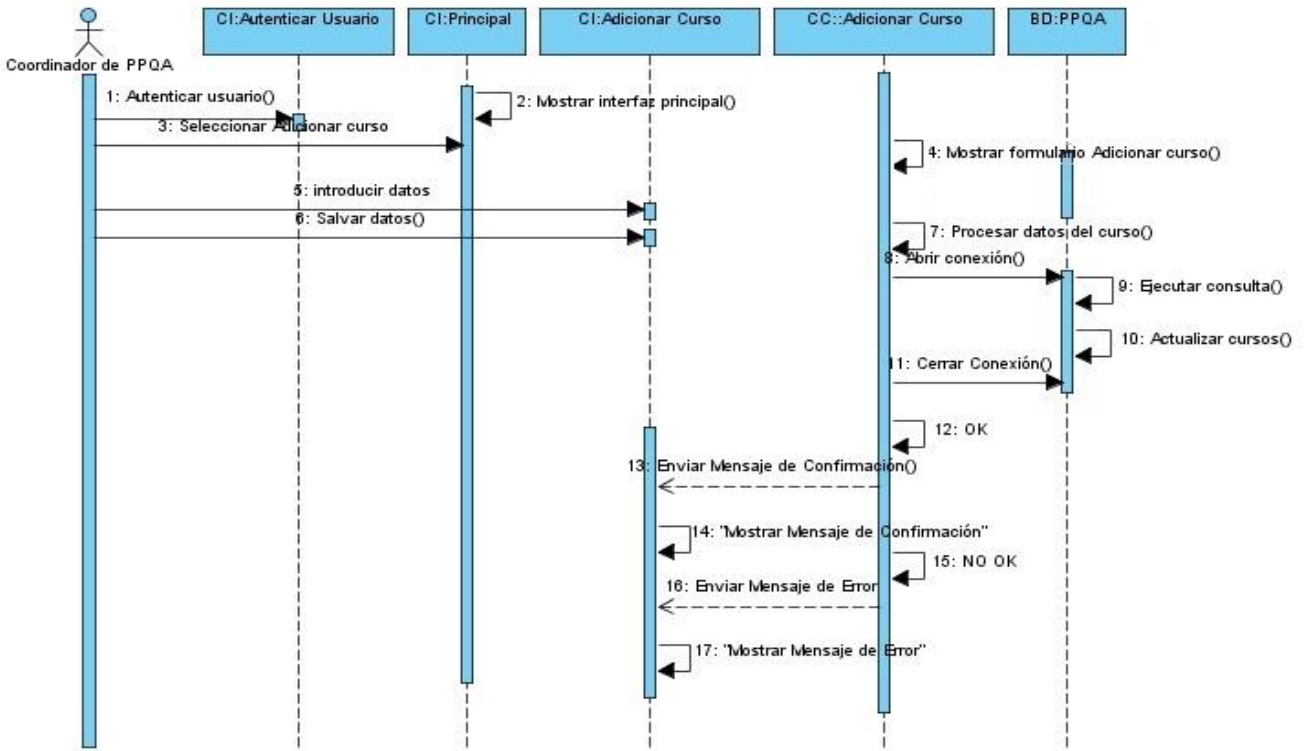 CI:Autenticar Usuario
CI:Principal
CI:Adicionar Curso
CC::Adicionar Curso
BD:PPQA
Coordinador de PPQA
1: Autenticar usuario()
2: Mostrar interfaz principal()
3: Seleccionar Adicionar curso
4: Mostrar formulario Adicionar curso()
5: introducir datos
6: Salvar datos()
7: Procesar datos del curso()
8: Abrir conexión()
9: Ejecutar consulta()
10: Actualizar cursos()
11: Cerrar Conexión()
12: OK
13: Enviar Mensaje de Confirmación()
14: "Mostrar Mensaje de Confirmación"
15: NO OK
16: Enviar Mensaje de Error
17: "Mostrar Mensaje de Error"